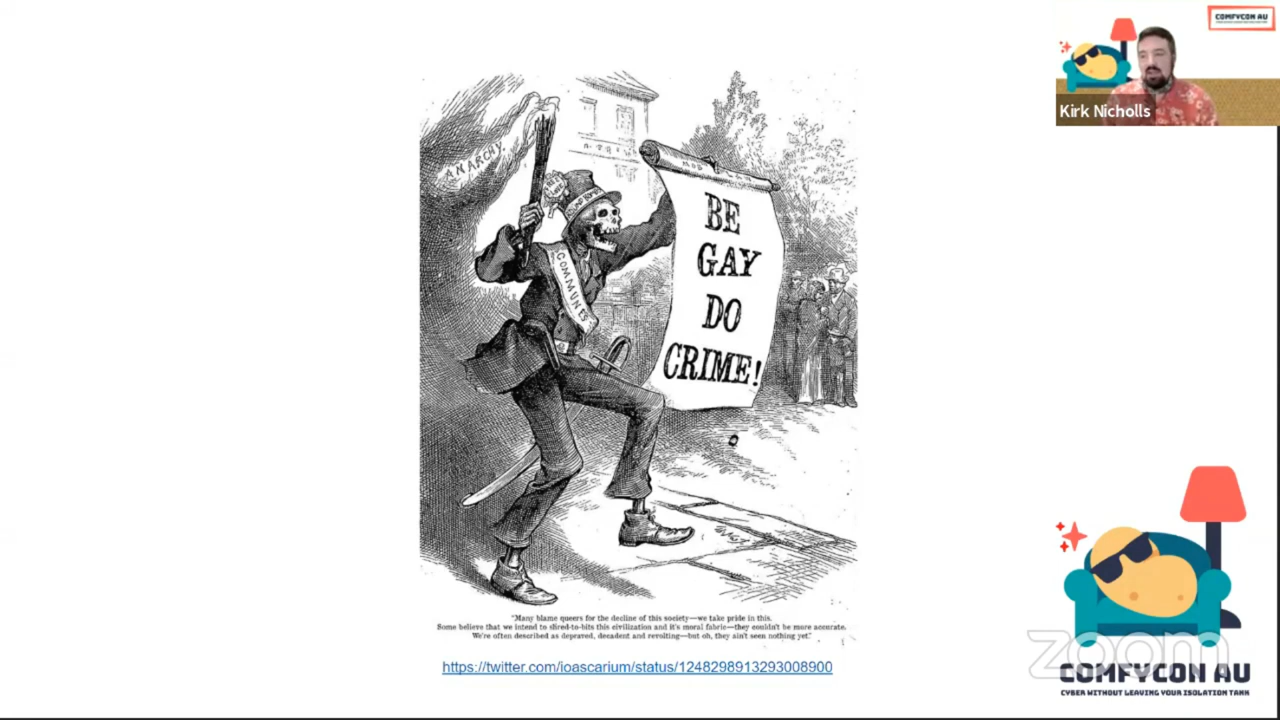 COMFYCON AU
Kirk Nicholls
ANARCHY
COMMUNES
BE
GAY
DO
CRIME!
"Many blame queers for the decline of this society—we take pride in this.
Some believe that we intend to sliced-to-bits this civilization and it's moral fabric—they couldn't be more accurate.
We're often described as depraved, decadent and revolting—but oh, they ain't seen nothing yet."
https://twitter.com/ioascarium/status/1248298913293008900
zoom
COMFYCON AU
CYBER WITHOUT LEAVING YOUR ISOLATION TANK